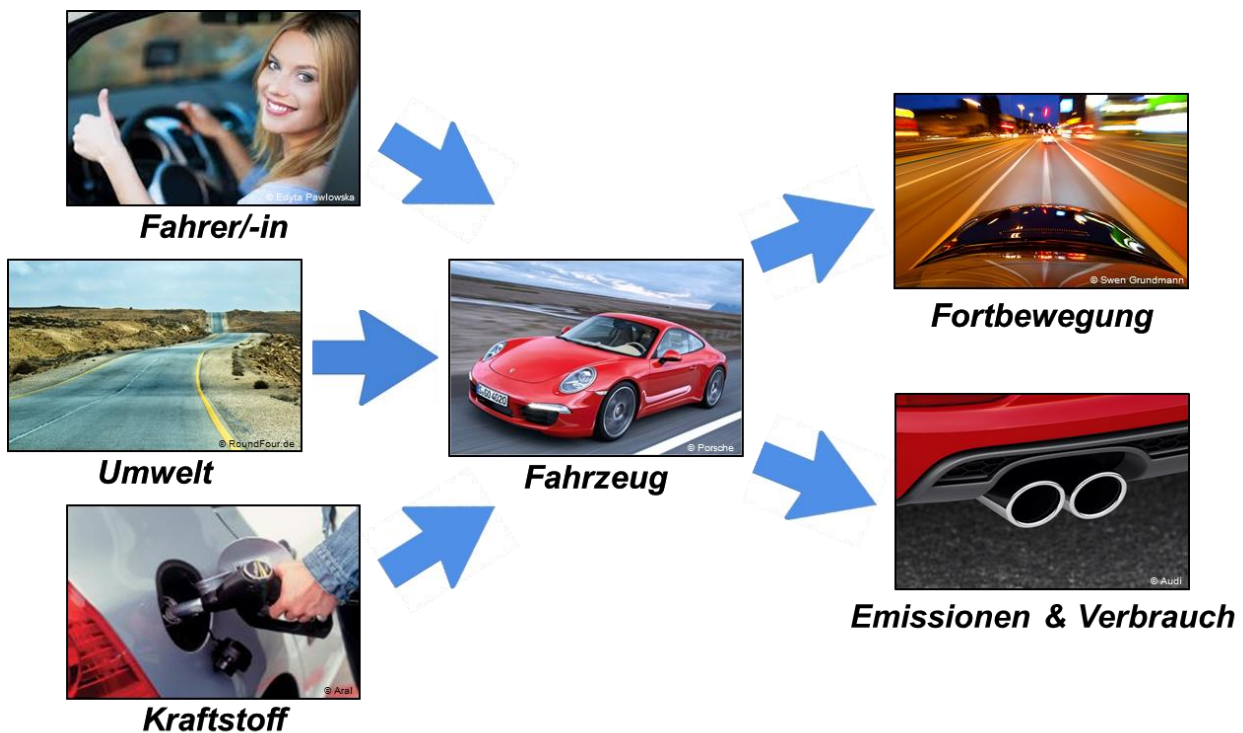 © Edyta Pawlowska
Fahrer/-in
© RoundFour.de
Umwelt
© Aral
Kraftstoff
© Porsche
Fahrzeug
© Swen Grundmann
Fortbewegung
© Audi
Emissionen & Verbrauch